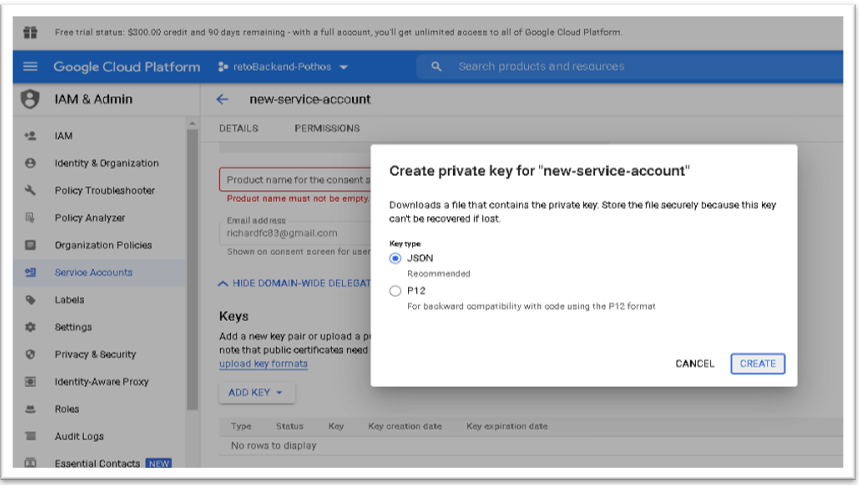 Free trial status: $300.00 credit and 90 days remaining - with a full account, you'll get unlimited access to all of Google Cloud Platform.
Google Cloud Platform
retoBackend-Pothos
Search products and resources
IAM & Admin
new-service-account
DETAILS
PERMISSIONS
IAM
Identity & Organization
Policy Troubleshooter
Policy Analyzer
Organization Policies
Service Accounts
Labels
Settings
Privacy & Security
Identity-Aware Proxy
Roles
Audit Logs
Essential Contacts NEW
Product name for the consent s
Product name must not be empty.
Email address
richardfc83@gmail.com
Shown on consent screen for user
HIDE DOMAIN-WIDE DELEGAT
Keys
Add a new key pair or upload a p
note that public certificates need
upload key formats
ADD KEY
Type Status Key Key creation date Key expiration date
No rows to display
Create private key for "new-service-account"
Downloads a file that contains the private key. Store the file securely because this key
can't be recovered if lost.
Key type
JSON
Recommended
P12
For backward compatibility with code using the P12 format
CANCEL
CREATE